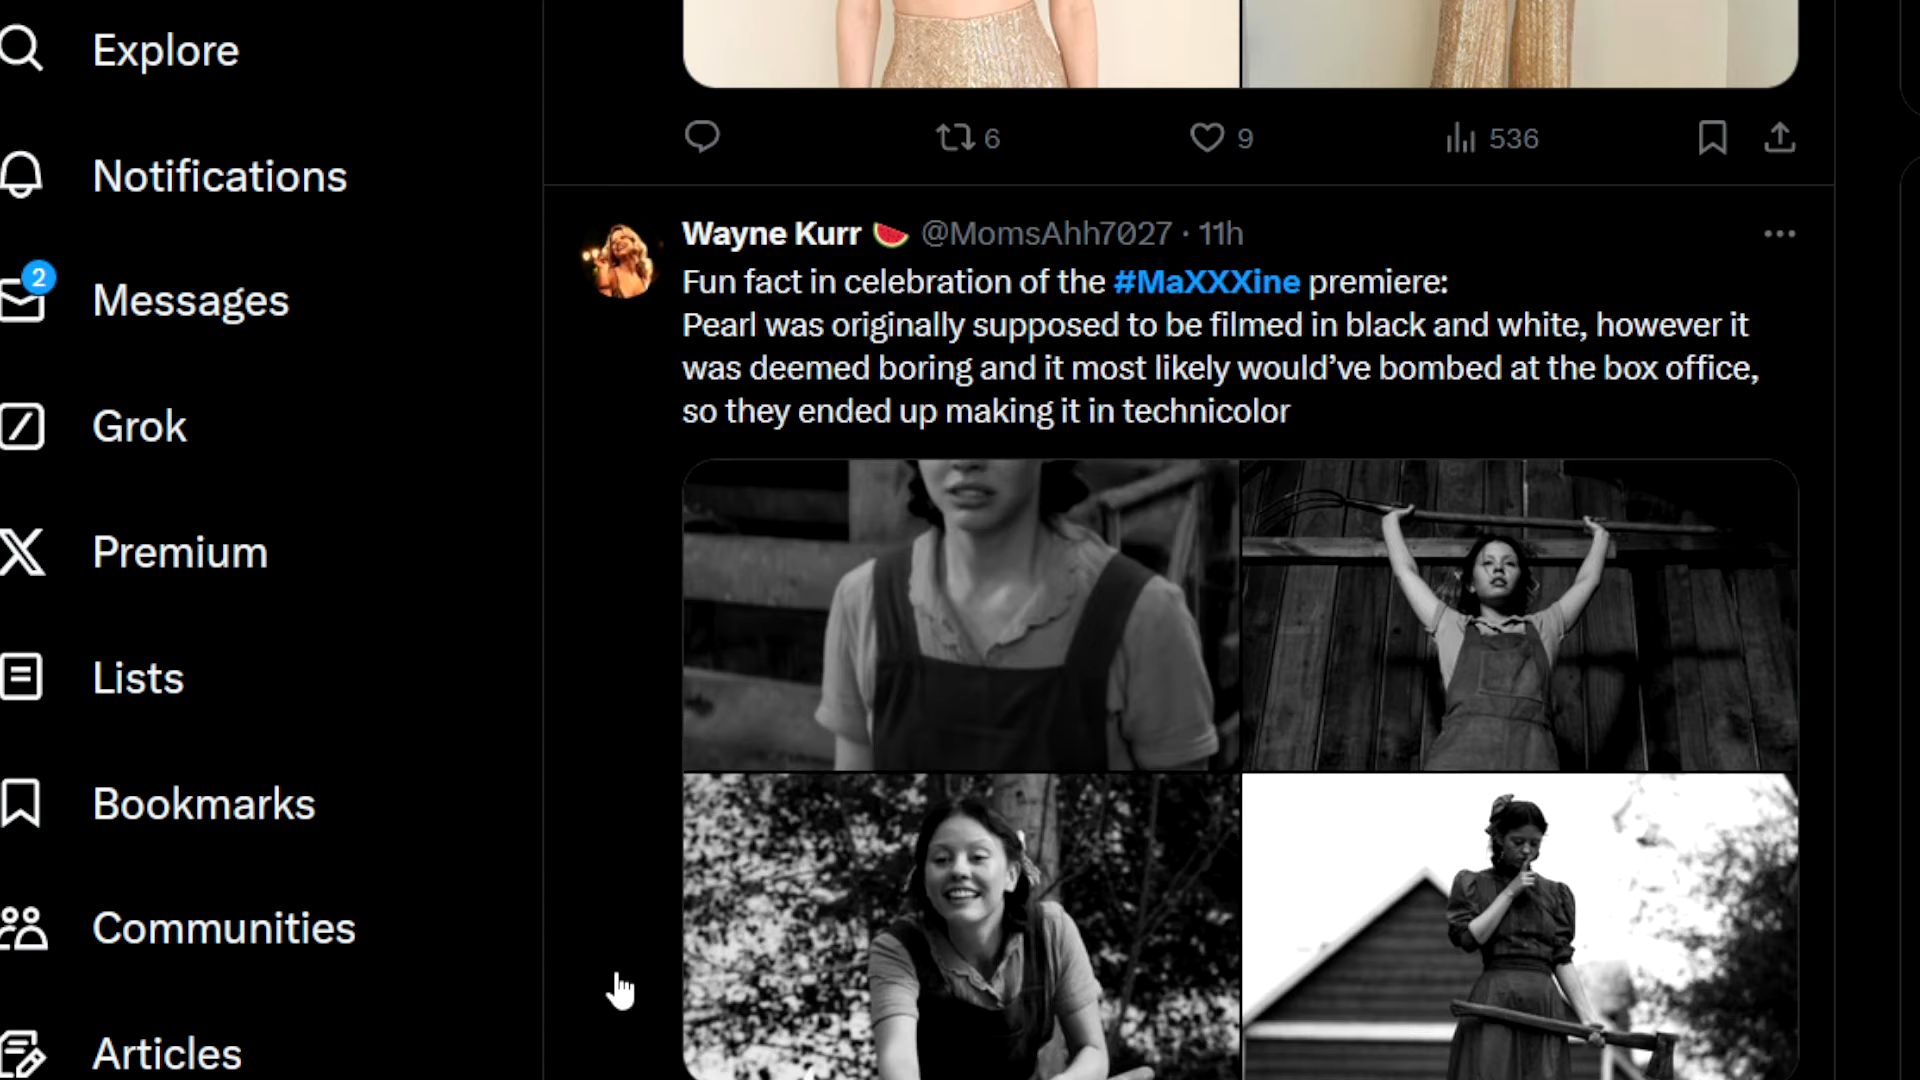 Explore
Notifications
2
Messages
Grok
Premium
Lists
Bookmarks
Communities
Articles
6
9
536
Wayne Kurr 🍉 @MomsAhh7027 · 11h
Fun fact in celebration of the #MaXXXine premiere:
Pearl was originally supposed to be filmed in black and white, however it
was deemed boring and it most likely would’ve bombed at the box office,
so they ended up making it in technicolor